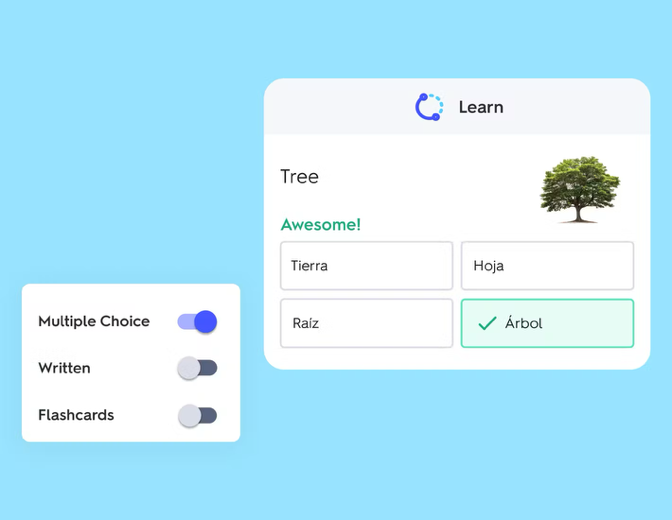 Learn
Tree
Awesome!
Tierra
Hoja
Raíz
Árbol
Multiple Choice
Written
Flashcards